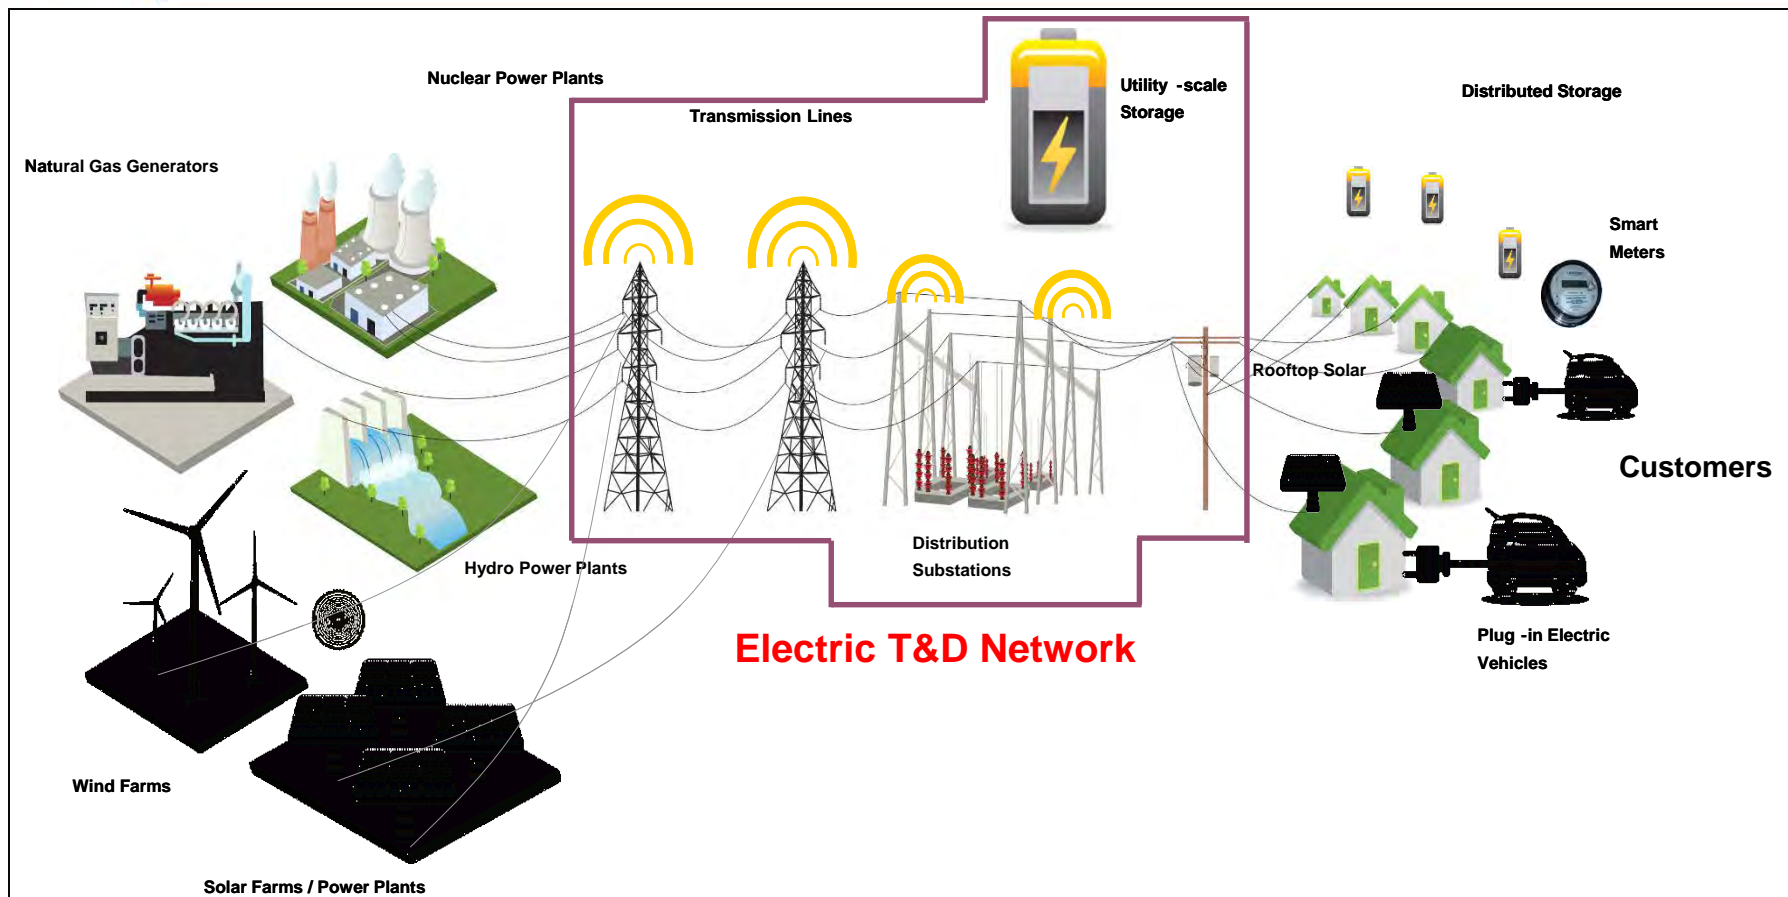 Nuclear Power Plants
Transmission Lines
Utility -scale
Storage
Distributed Storage
Natural Gas Generators
Smart
Meters
Rooftop Solar
Customers
Distribution
Substations
Hydro Power Plants
Electric T&D Network
Plug -in Electric
Vehicles
Wind Farms
Solar Farms / Power Plants